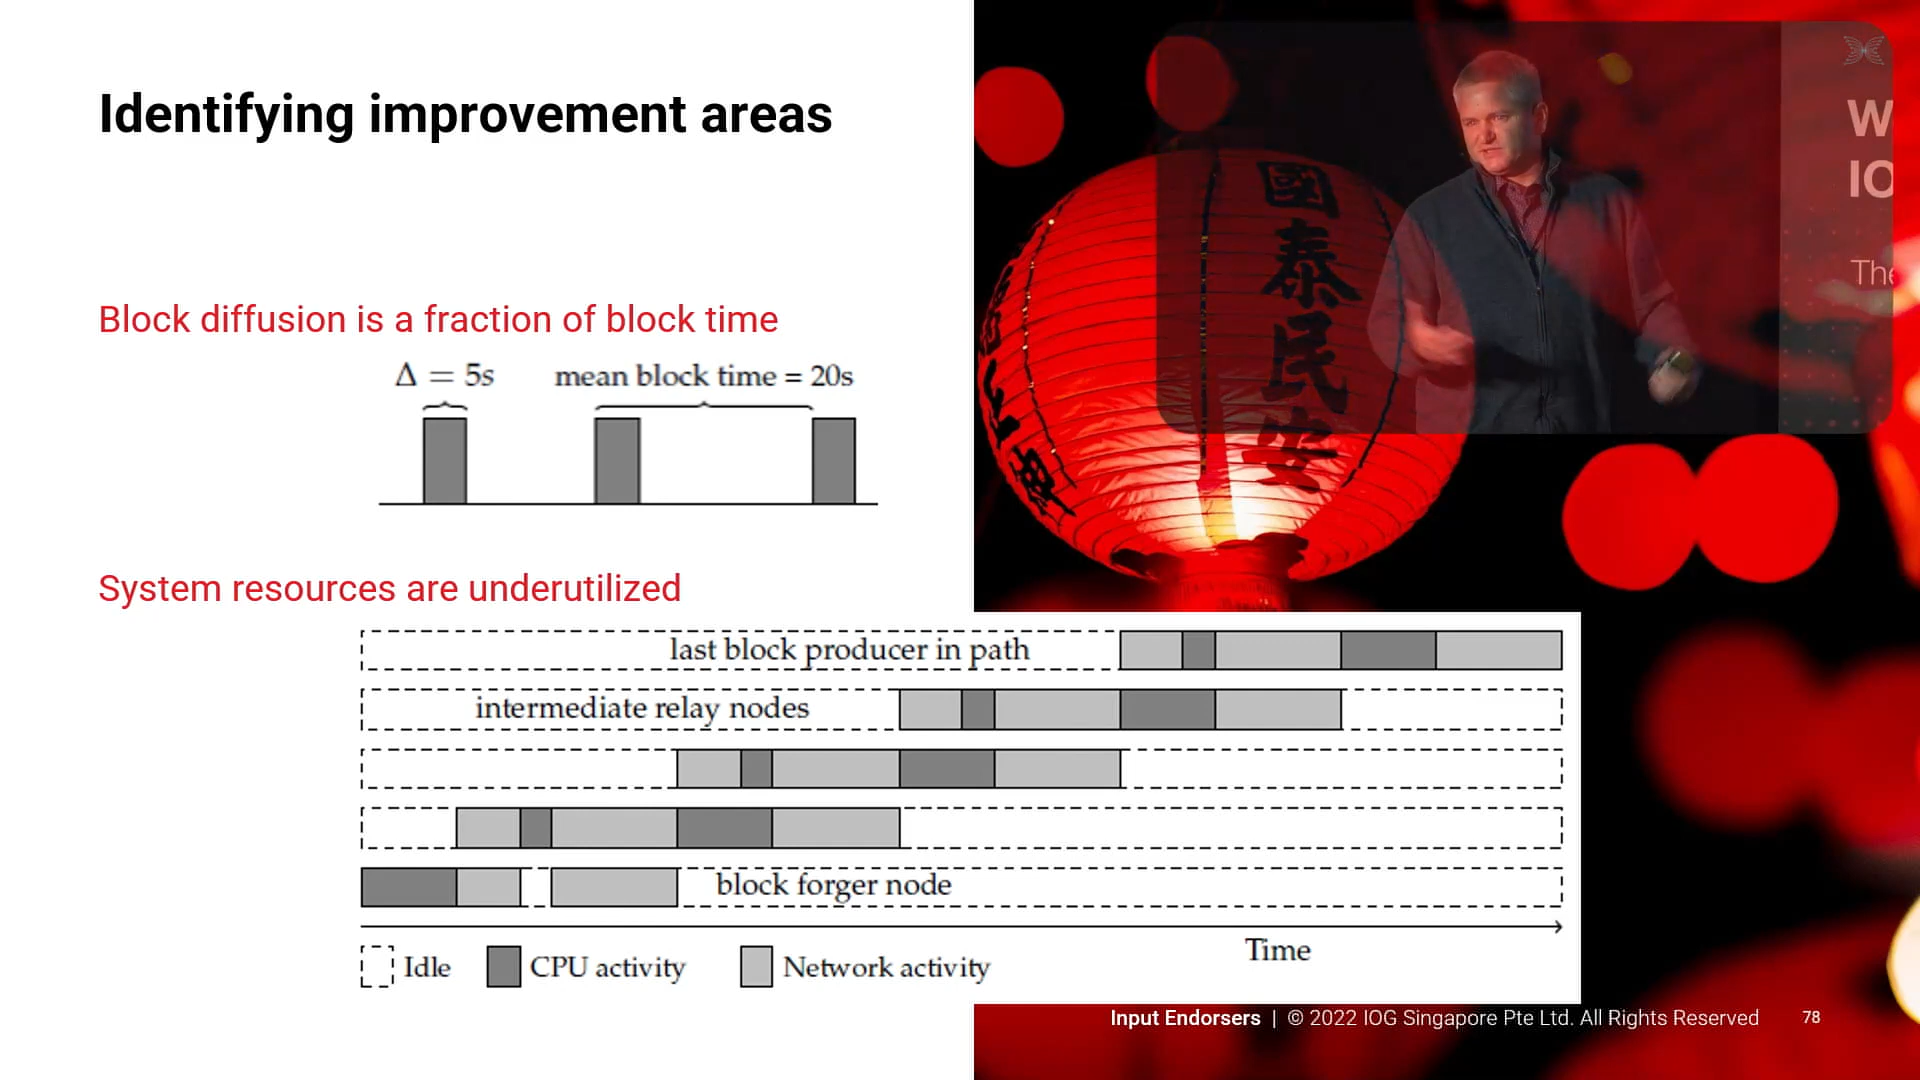 Identifying improvement areas
Block diffusion is a fraction of block time
Δ = 5s
mean block time = 20s
System resources are underutilized
last block producer in path
intermediate relay nodes
block forger node
Time
Idle
CPU activity
Network activity
國泰民安
W
IO
The
Input Endorsers | © 2022 IOG Singapore Pte Ltd. All Rights Reserved
78